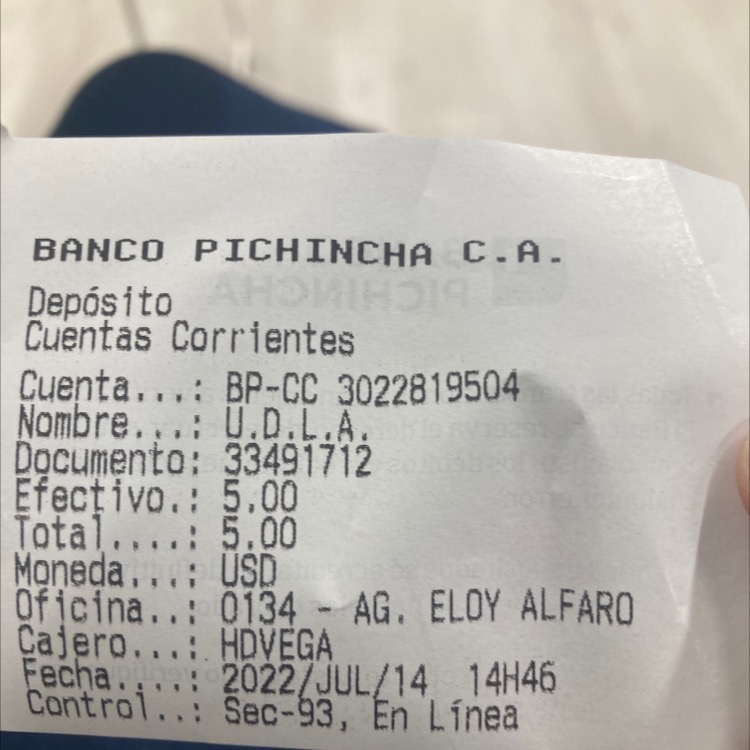 BANCO PICHINCHA C.A.
Depósito
Cuentas Corrientes
Cuenta...: BP-CC 3022819504
Nombre...: U.D.L.A.
Documento: 33491712
Efectivo.: 5.00
Total....: 5.00
Moneda...: USD
Oficina..: 0134 - AG. ELOY ALFARO
Cajero...: HDVEGA
Fecha....: 2022/JUL/14 14H46
Control..: Sec-93, En Línea